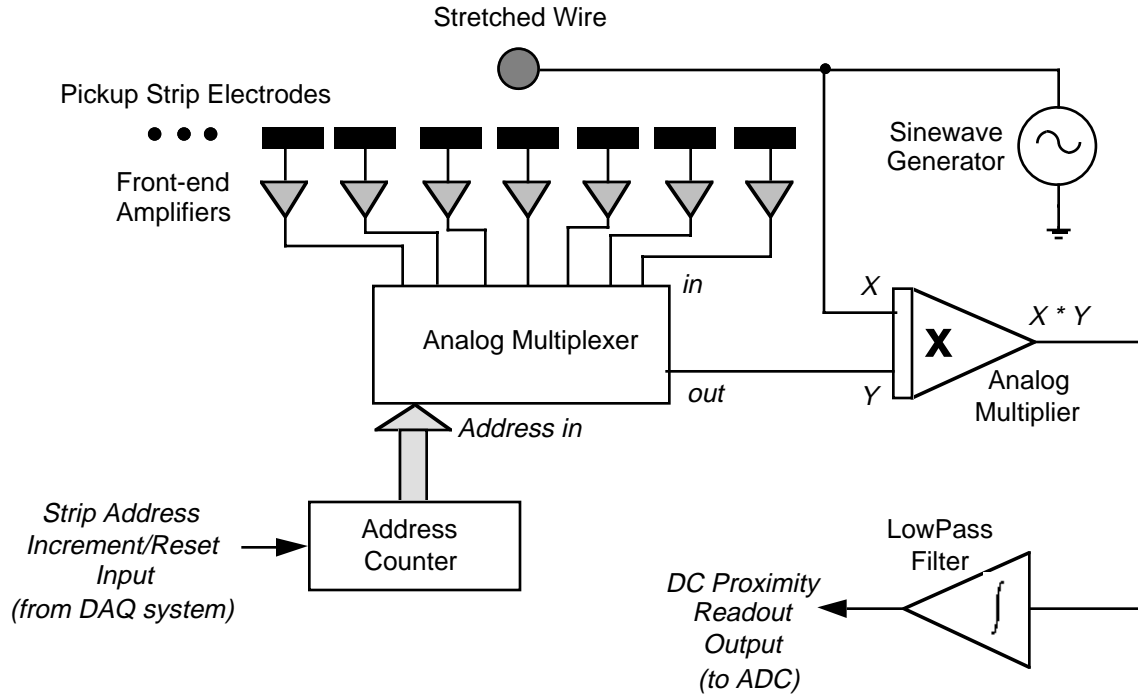 Stretched Wire
Pickup Strip Electrodes
Sinewave
Generator
Front-end
Amplifiers
in
X
X * Y
Analog Multiplexer
X
out
Y
Analog
Multiplier
Address in
Strip Address
Increment/Reset
Input
(from DAQ system)
Address
Counter
LowPass
Filter
DC Proximity
Readout
Output
(to ADC)
∫